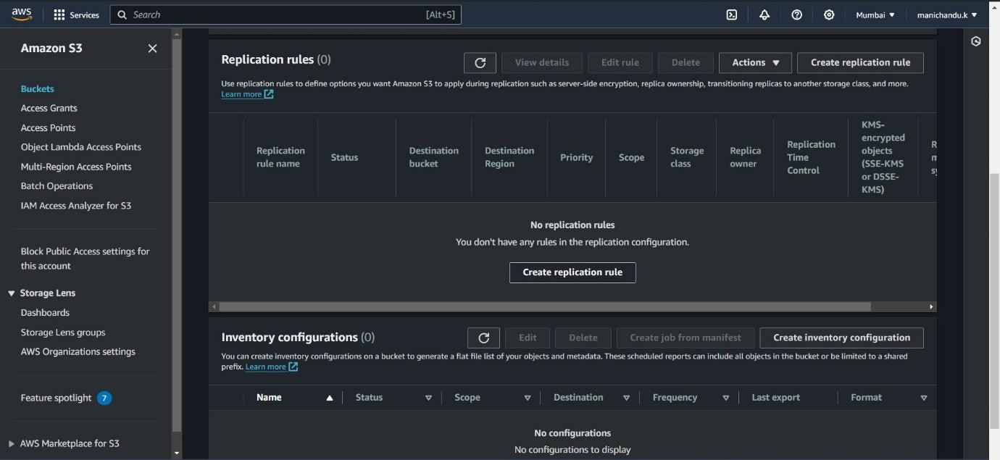 aws
Services
Search
[Alt+S]
Mumbai
manichandu.k
Amazon S3
Buckets
Access Grants
Access Points
Object Lambda Access Points
Multi-Region Access Points
Batch Operations
IAM Access Analyzer for S3
Block Public Access settings for
this account
Storage Lens
Dashboards
Storage Lens groups
AWS Organizations settings
Feature spotlight 7
AWS Marketplace for S3
Replication rules (0)
View details
Edit rule
Delete
Actions
Create replication rule
Use replication rules to define options you want Amazon S3 to apply during replication such as server-side encryption, replica ownership, transitioning replicas to another storage class, and more.
Learn more
Replication
rule name
Status
Destination
bucket
Destination
Region
Priority
Scope
Storage
class
Replica
owner
Replication
Time
Control
KMS-
encrypted
objects
(SSE-KMS
or DSSE-
KMS)
No replication rules
You don't have any rules in the replication configuration.
Create replication rule
Inventory configurations (0)
Edit
Delete
Create job from manifest
Create inventory configuration
You can create inventory configurations on a bucket to generate a flat file list of your objects and metadata. These scheduled reports can include all objects in the bucket or be limited to a shared
prefix. Learn more
Name
Status
Scope
Destination
Frequency
Last export
Format
No configurations
No configurations to display